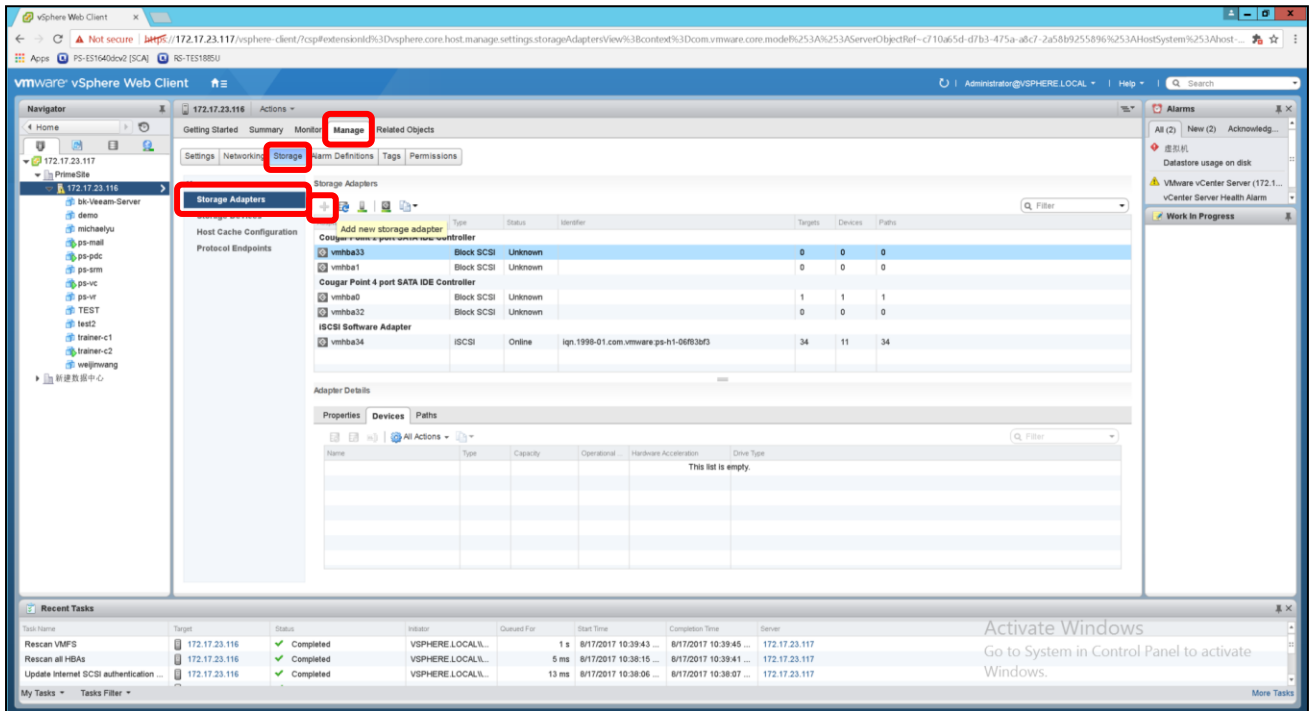 vSphere Web Client
Not secure | https://172.17.23.117/vsphere-client/?csp#extensionId%3Dvsphere.core.host.manage.settings.storageAdaptersView%3Bcontext%3Dcom.vmware.core.model%253A%253AServerObjectRef~c710a65d-d7b3-475a-a8c7-2a58b9255896%253AHostSystem%253Ahost-...
Apps PS-ES1640dcv2 [SCA] RS-TES1885U
vmware vSphere Web Client
Administrator@VSPHERE.LOCAL | Help | Search
Navigator
Home
172.17.23.117
PrimeSite
172.17.23.116
bk-Veeam-Server
demo
michaelyu
ps-mail
ps-pdc
ps-srm
ps-vc
ps-vr
TEST
test2
trainer-c1
trainer-c2
weijinwang
新建数据中心
172.17.23.116 Actions
Getting Started Summary Monitor Manage Related Objects
Settings Networking Storage Alarm Definitions Tags Permissions
Storage Adapters
Host Cache Configuration
Protocol Endpoints
Storage Adapters
Filter
Add new storage adapter
Type Status Identifier Targets Devices Paths
Controller
vmhba33 Block SCSI Unknown 0 0 0
vmhba1 Block SCSI Unknown 0 0 0
Cougar Point 4 port SATA IDE Controller
vmhba0 Block SCSI Unknown 1 1 1
vmhba32 Block SCSI Unknown 0 0 0
iSCSI Software Adapter
vmhba34 iSCSI Online iqn.1998-01.com.vmware:ps-h1-06f83bf3 34 11 34
Adapter Details
Properties Devices Paths
All Actions Filter
Name Type Capacity Operational ... Hardware Acceleration Drive Type
This list is empty.
Alarms
All (2) New (2) Acknowledg...
虚拟机
Datastore usage on disk
VMware vCenter Server (172.1...
vCenter Server Health Alarm
Work In Progress
Recent Tasks
Task Name Target Status Initiator Queued For Start Time Completion Time Server
Rescan VMFS 172.17.23.116 Completed VSPHERE.LOCAL\\... 1 s 8/17/2017 10:39:43 ... 8/17/2017 10:39:45 ... 172.17.23.117
Rescan all HBAs 172.17.23.116 Completed VSPHERE.LOCAL\\... 5 ms 8/17/2017 10:38:15 ... 8/17/2017 10:39:41 ... 172.17.23.117
Update Internet SCSI authentication ... 172.17.23.116 Completed VSPHERE.LOCAL\\... 13 ms 8/17/2017 10:38:06 ... 8/17/2017 10:38:07 ... 172.17.23.117
My Tasks Tasks Filter More Tasks
Activate Windows
Go to System in Control Panel to activate
Windows.